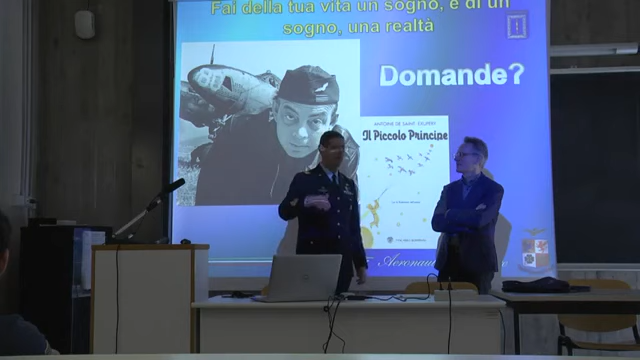 Fai della tua vita un sogno, e di un
sogno, una realtà
Domande?
ANTOINE DE SAINT-EXUPÉRY
Il Piccolo Principe
Aeronau